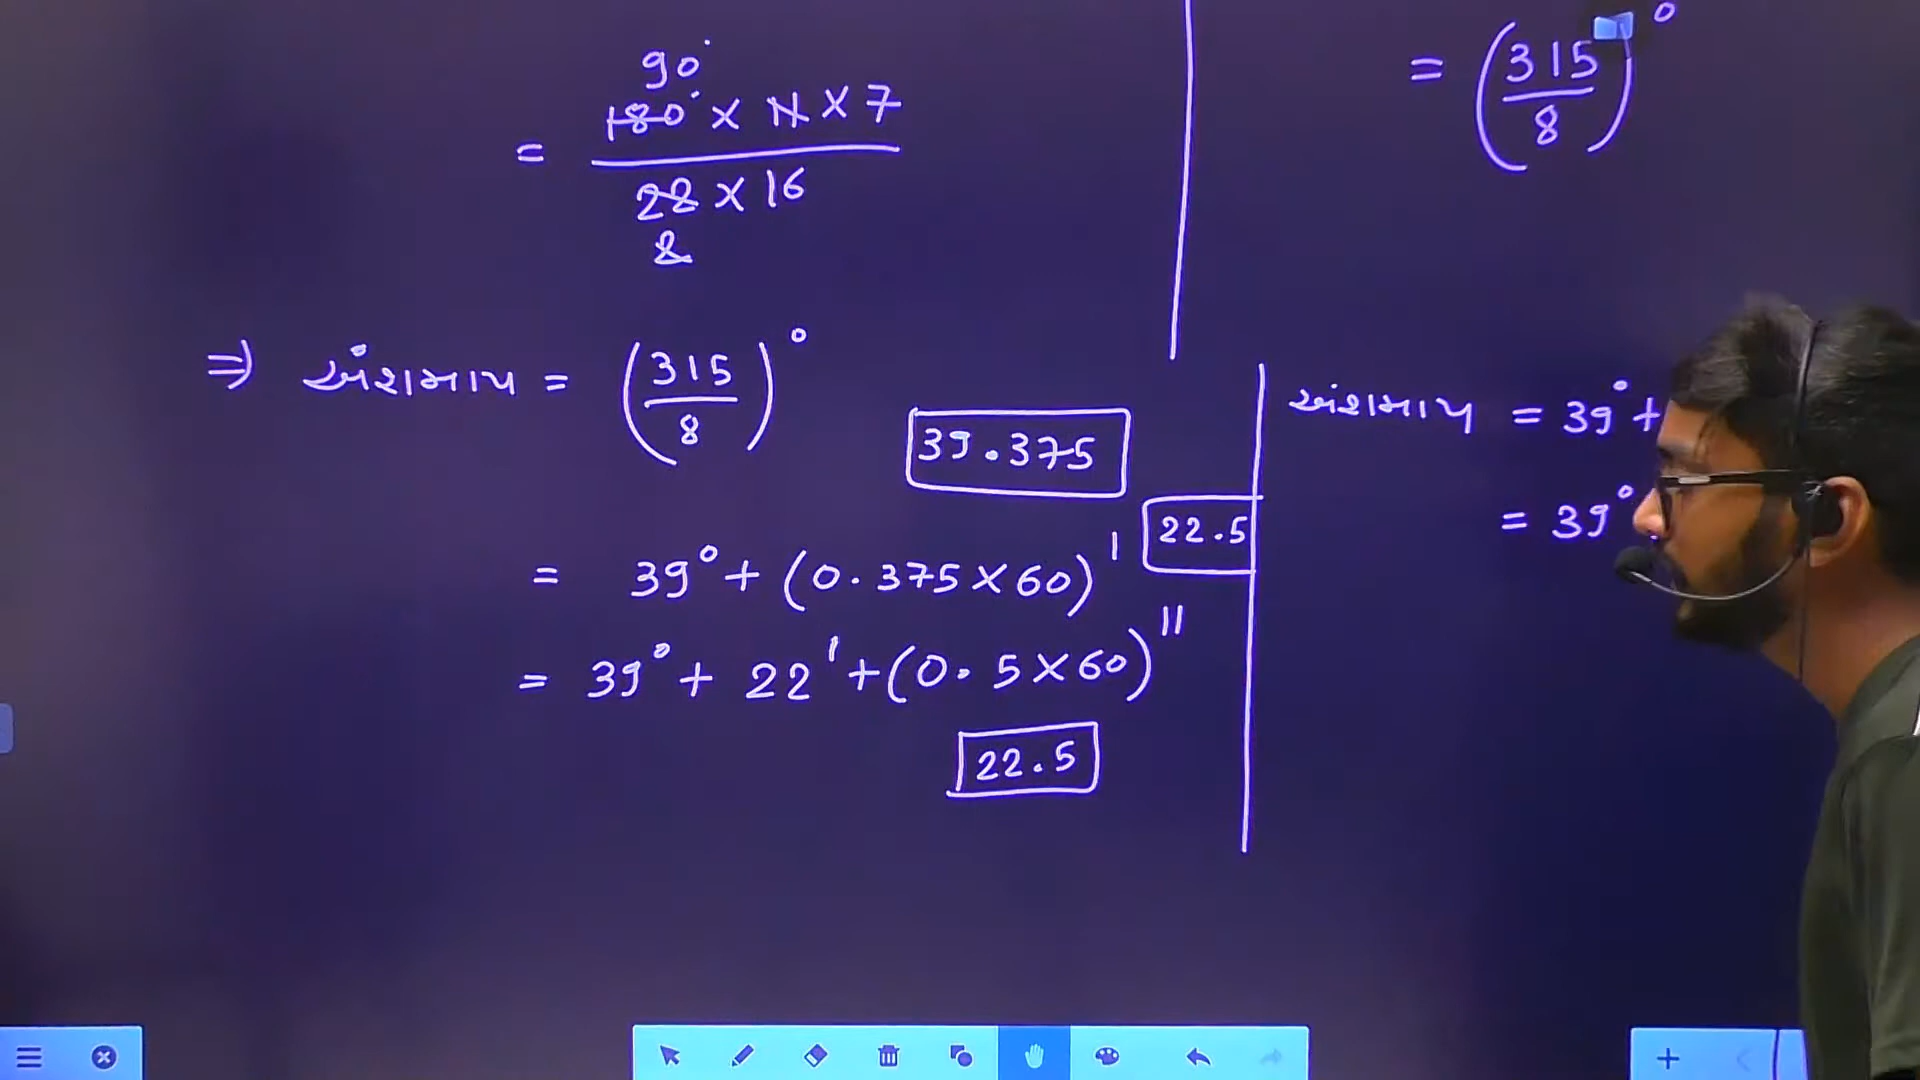 90°
= 180° × 11 × 7
28 × 16
2
= (315/8)°
⇒ અંશમાપ = (315/8)°
39.375
= 39° + (0.375 × 60)'
22.5
= 39° + 22' + (0.5 × 60)"
22.5
અંશમાપ = 39° +
= 39°